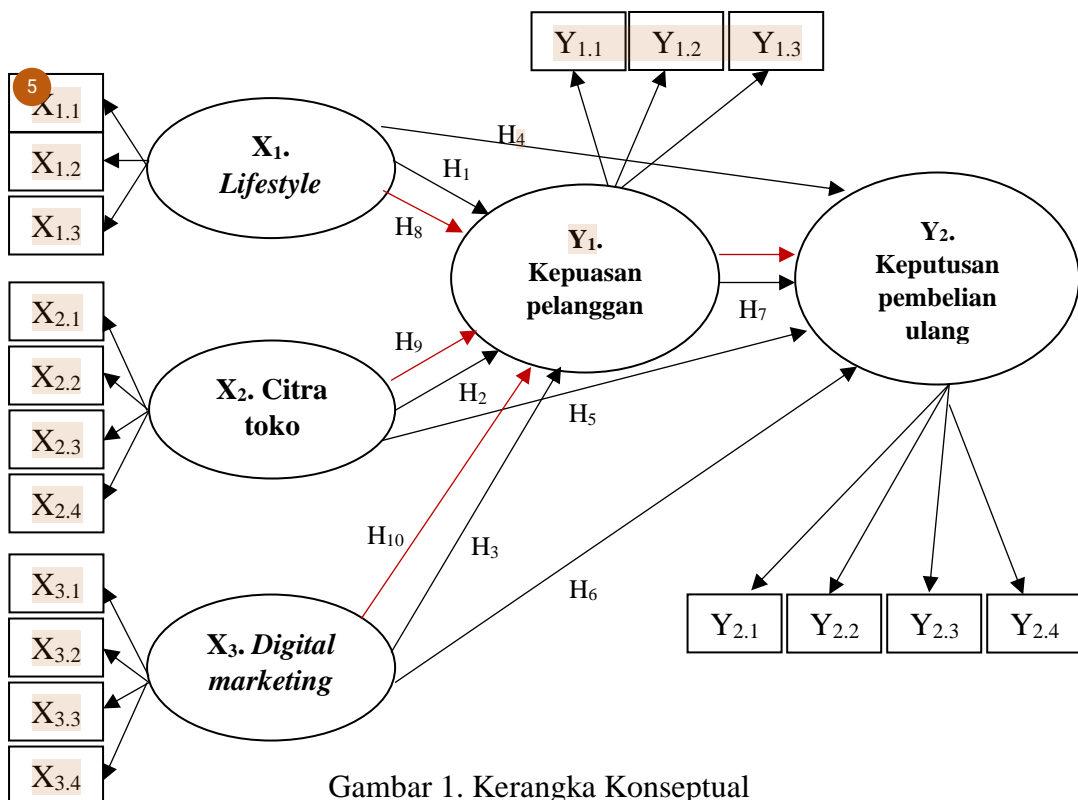 Y1.1 Y1.2 Y1.3
5
X1.1
X1.2
X1.3
X1.
Lifestyle
H4
H1
H8
Y1.
Kepuasan
pelanggan
H7
Y2.
Keputusan
pembelian
ulang
X2.1
X2.2
X2.3
X2.4
X2. Citra
toko
H9
H2
H5
X3.1
X3.2
X3.3
X3.4
X3. Digital
marketing
H10
H3
H6
Y2.1 Y2.2 Y2.3 Y2.4
Gambar 1. Kerangka Konseptual